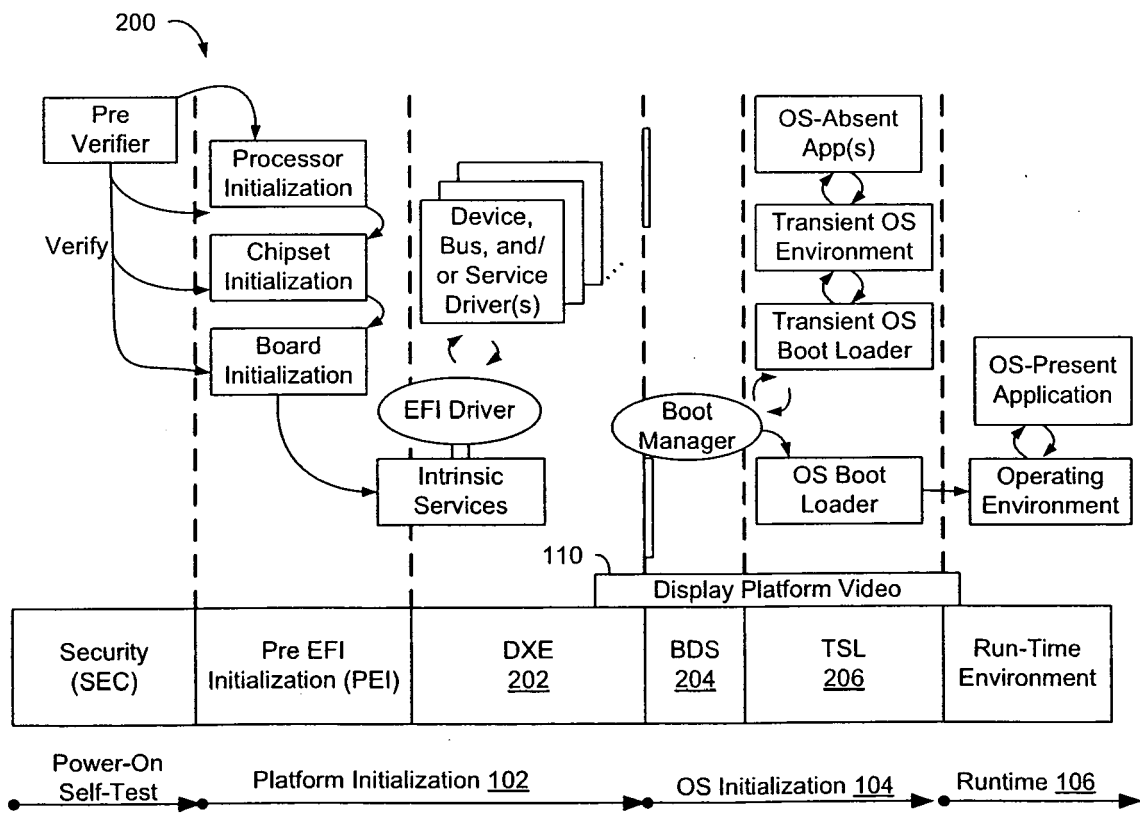 200
Pre
Verifier
Processor
Initialization
Verify
Chipset
Initialization
Board
Initialization
Device,
Bus, and/
or Service
Driver(s)
EFI Driver
Intrinsic
Services
Boot
Manager
OS-Absent
App(s)
Transient OS
Environment
Transient OS
Boot Loader
OS Boot
Loader
OS-Present
Application
Operating
Environment
110
Display Platform Video
Security
(SEC)
Pre EFI
Initialization (PEI)
DXE
202
BDS
204
TSL
206
Run-Time
Environment
Power-On
Self-Test
Platform Initialization 102
OS Initialization 104
Runtime 106